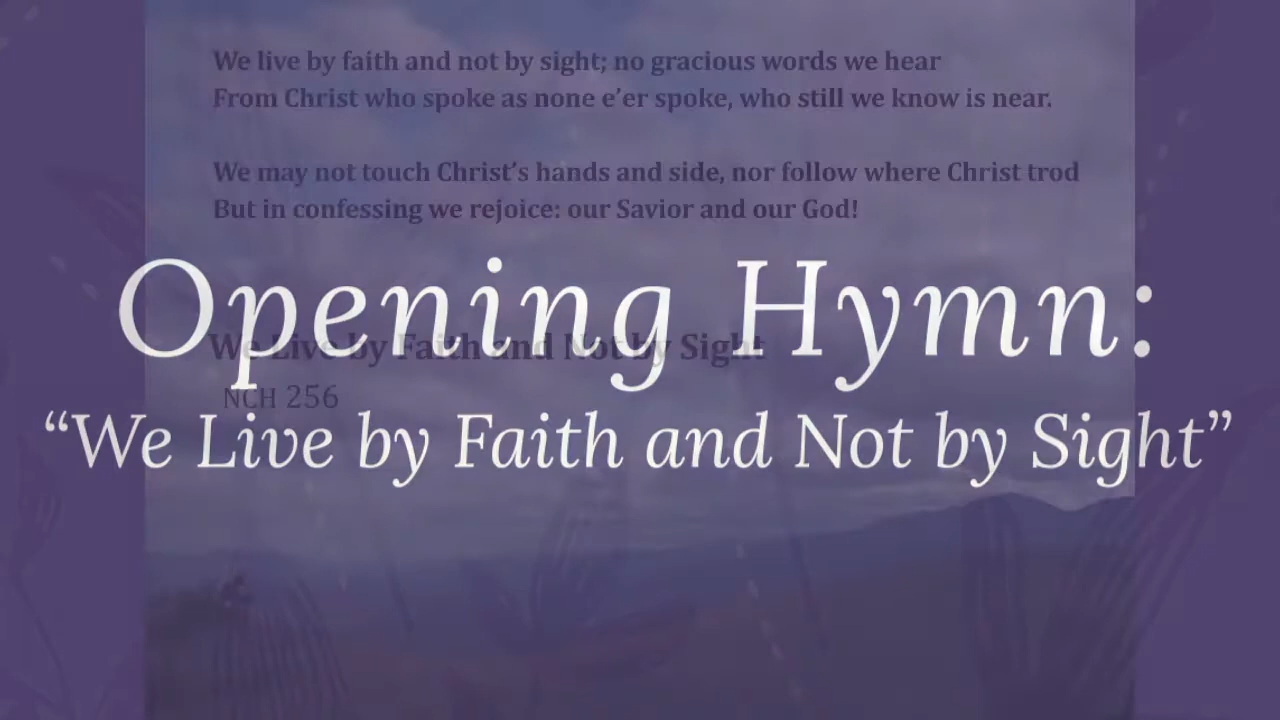 We live by faith and not by sight; no gracious words we hear
From Christ who spoke as none e’er spoke, who still we know is near.
We may not touch Christ’s hands and side, nor follow where Christ trod
But in confessing we rejoice: our Savior and our God!
Opening Hymn:
We Live by Faith and Not by Sight
NCH 256
“We Live by Faith and Not by Sight”